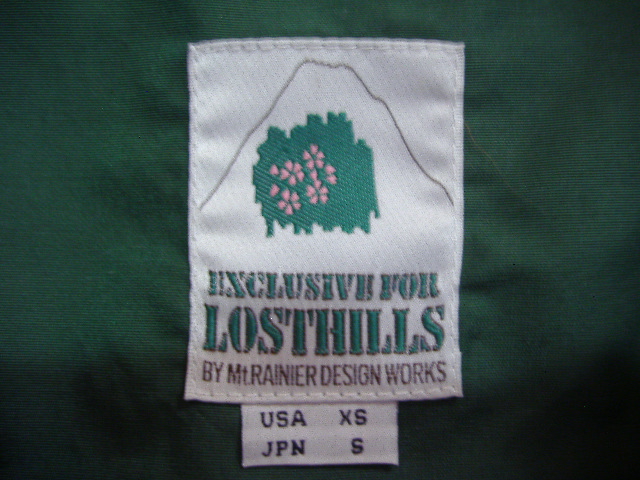 EXCLUSIVE FOR
LOSTHILLS
BY Mt.RAINIER DESIGN WORKS
USA XS
JPN S